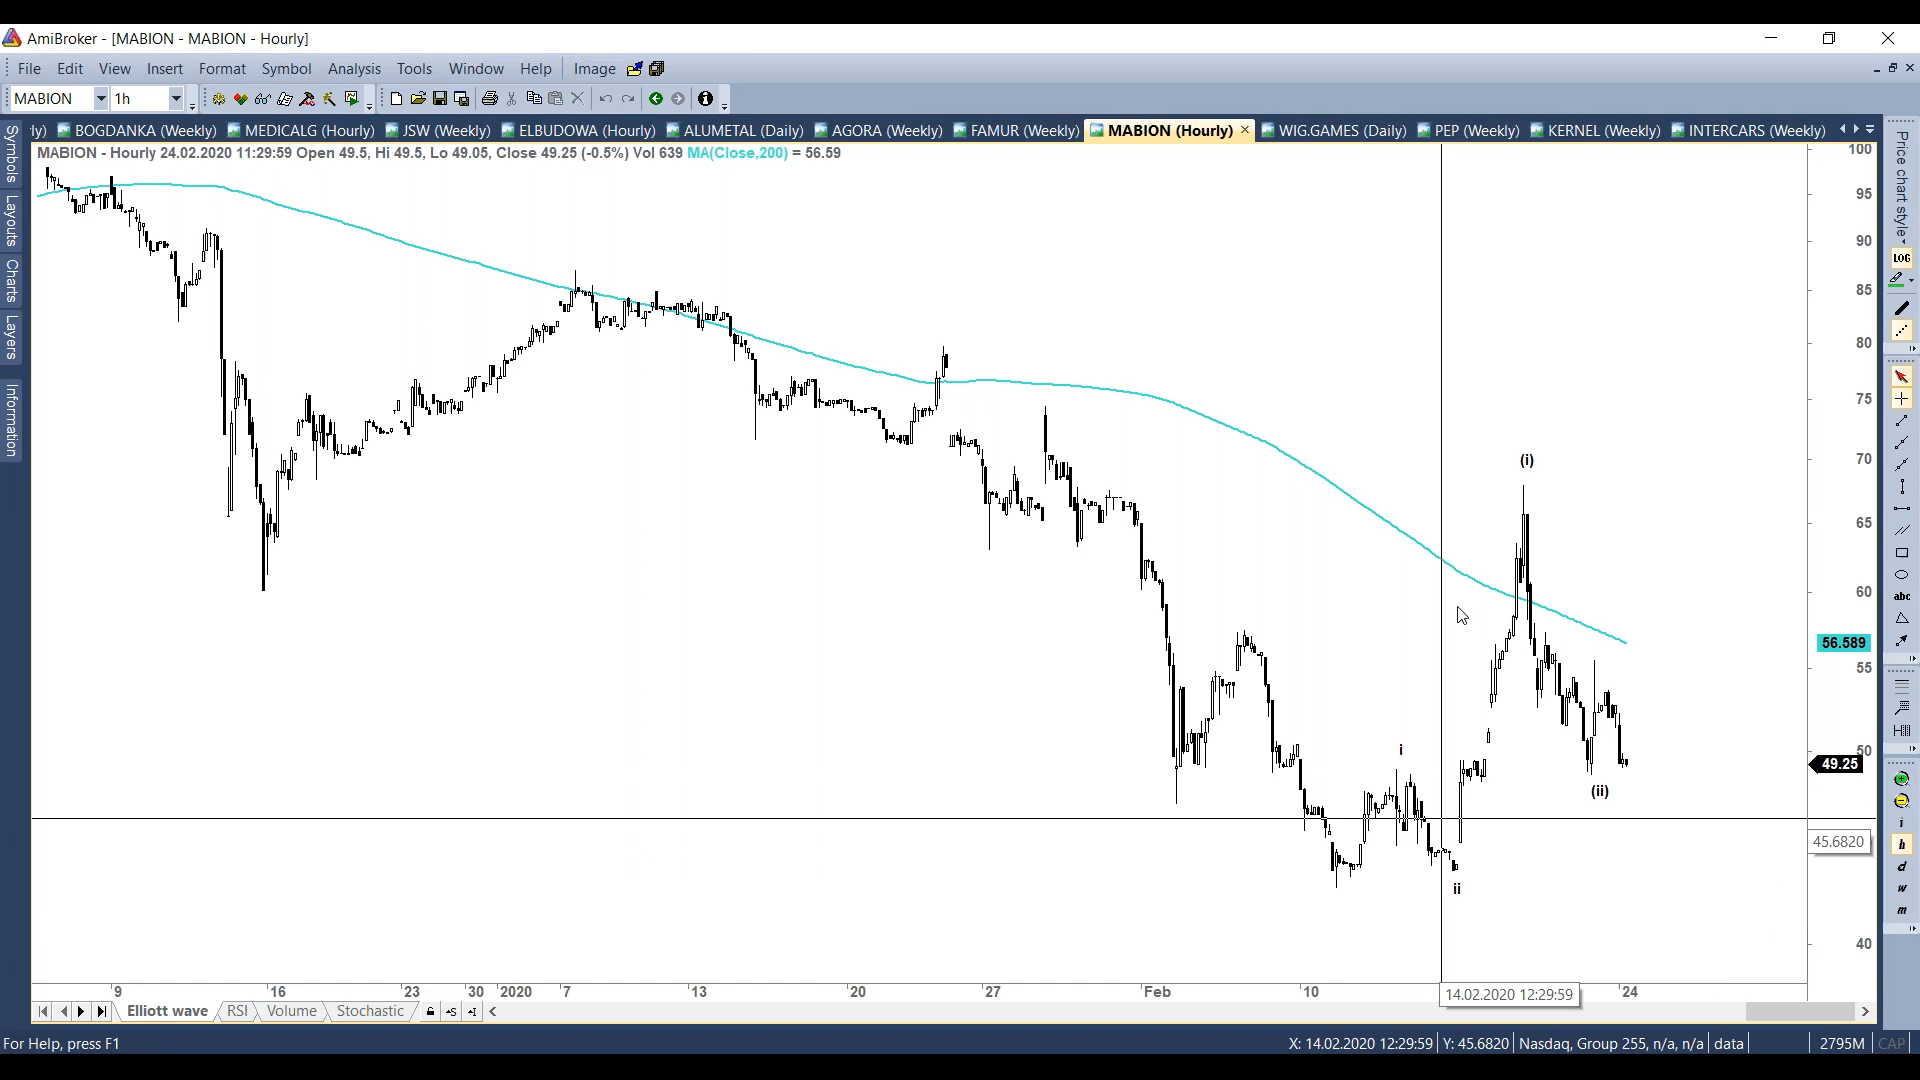 AmiBroker - [MABION - MABION - Hourly]
File Edit View Insert Format Symbol Analysis Tools Window Help Image
MABION 1h
ly) BOGDANKA (Weekly) MEDICALG (Hourly) JSW (Weekly) ELBUDOWA (Hourly) ALUMETAL (Daily) AGORA (Weekly) FAMUR (Weekly) MABION (Hourly) WIG.GAMES (Daily) PEP (Weekly) KERNEL (Weekly) INTERCARS (Weekly)
MABION - Hourly 24.02.2020 11:29:59 Open 49.5, Hi 49.5, Lo 49.05, Close 49.25 (-0.5%) Vol 639 MA(Close,200) = 56.59
Symbols
Layouts
Charts
Layers
Information
100
95
90
85
80
75
70
65
60
56.589
55
50
49.25
45.6820
40
(i)
i
(ii)
ii
9 16 23 30 2020 7 13 20 27 Feb 10 14.02.2020 12:29:59 24
Price chart style
LOG
abc
i
h
d
w
m
Elliott wave RSI Volume Stochastic
For Help, press F1
X: 14.02.2020 12:29:59 Y: 45.6820 Nasdaq, Group 255, n/a, n/a data 2795M CAP